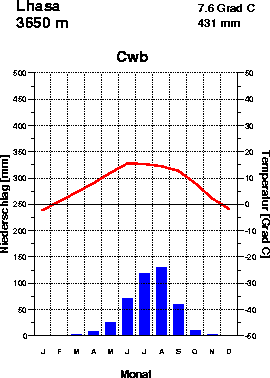 Lhasa
3650 m
7.6 Grad C
431 mm
Cwb
Niederschlag [mm]
500
450
400
350
300
250
200
150
100
50
0
50
40
30
20
10
0
-10
-20
-30
-40
-50
Temperatur [Grad C]
J F M A M J J A S O N D
Monat